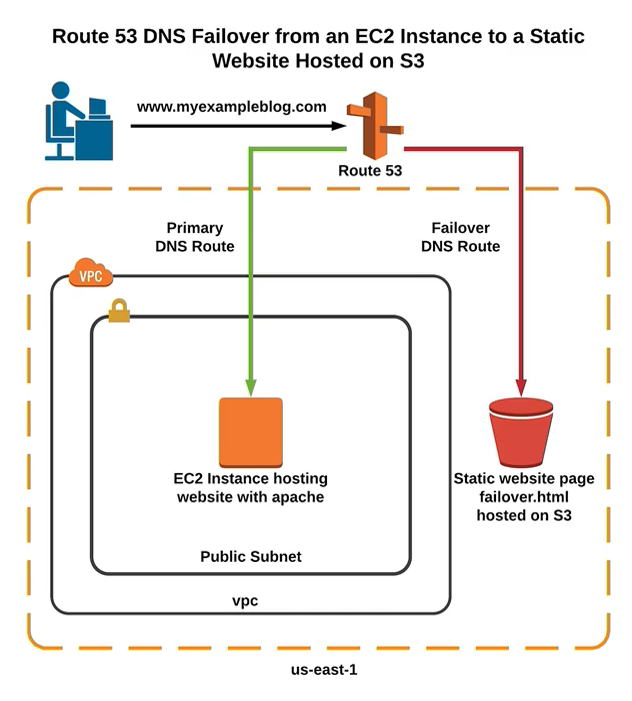 Route 53 DNS Failover from an EC2 Instance to a Static
Website Hosted on S3
www.myexampleblog.com
Route 53
Primary
DNS Route
Failover
DNS Route
VPC
EC2 Instance hosting
website with apache
Static website page
failover.html
hosted on S3
Public Subnet
vpc
us-east-1